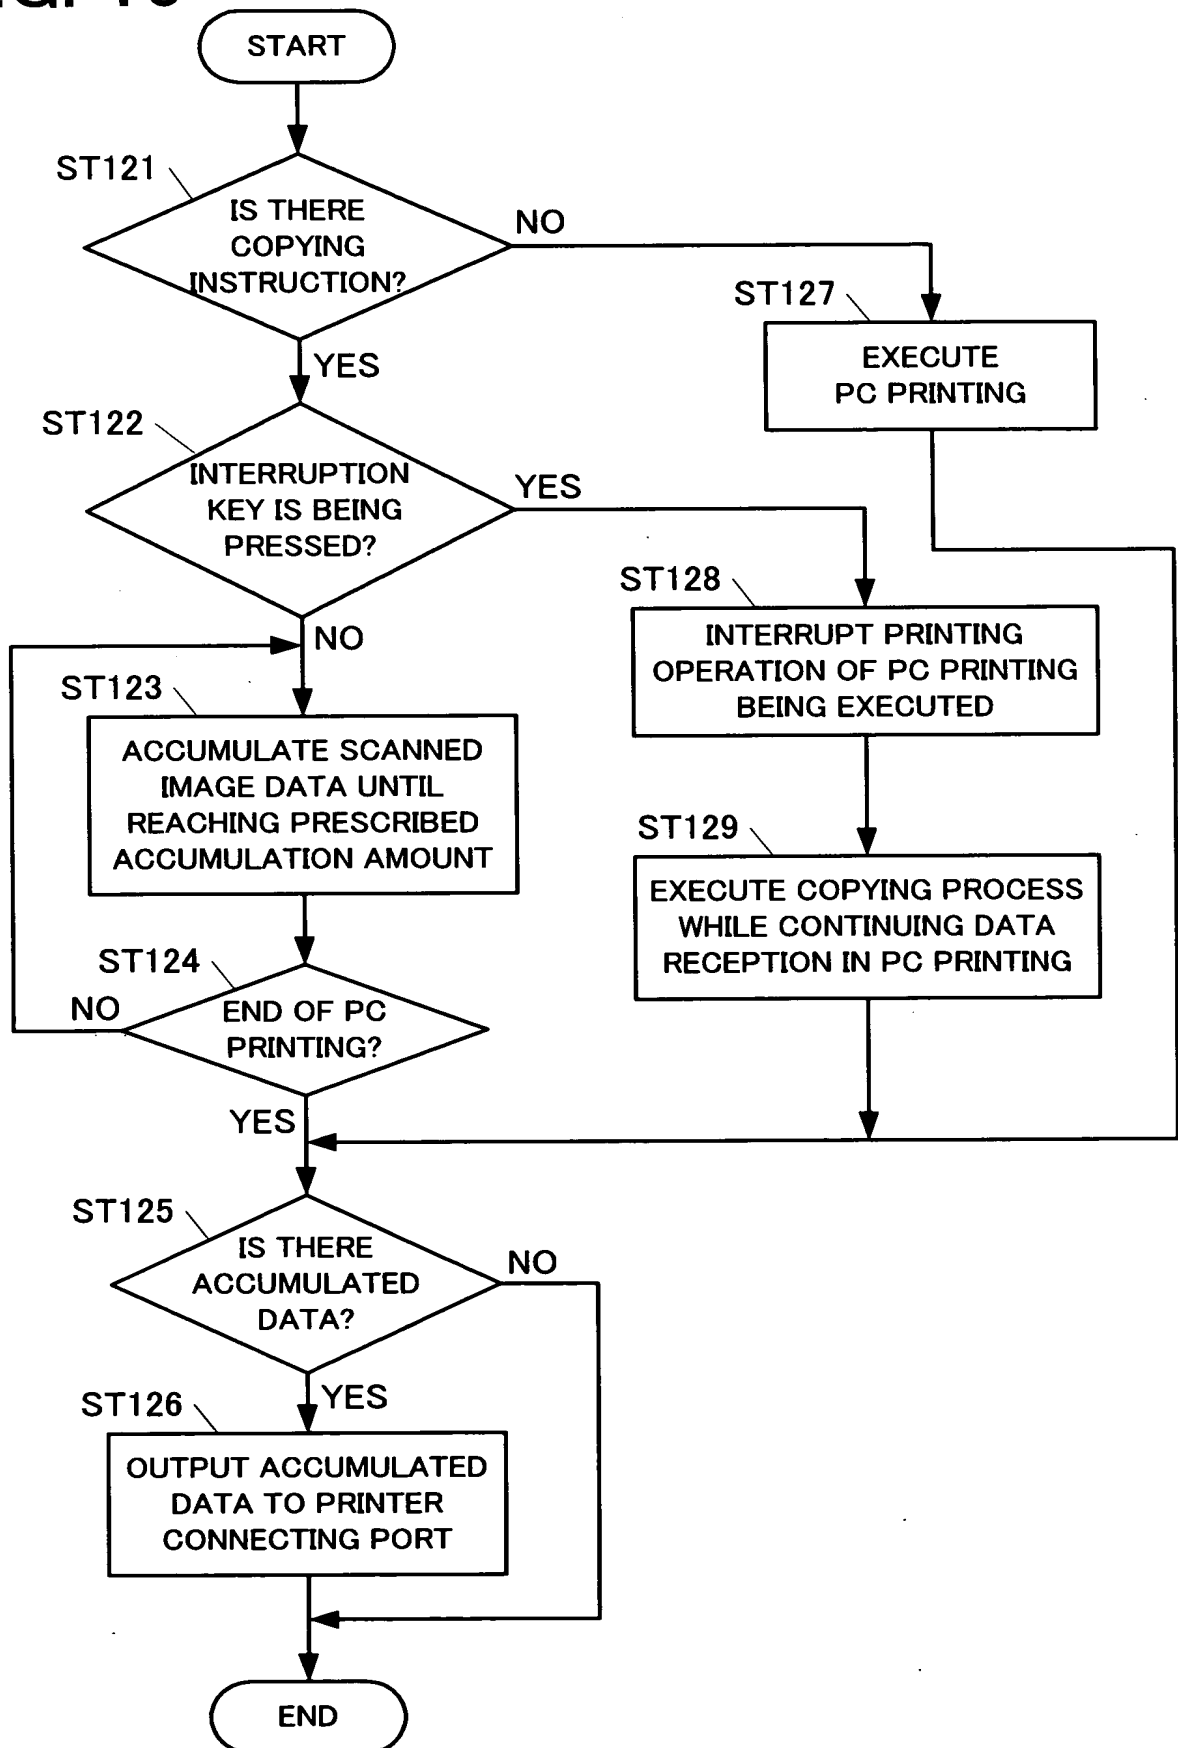 START
ST121
IS THERE
COPYING
INSTRUCTION?
NO
YES
ST127
EXECUTE
PC PRINTING
ST122
INTERRUPTION
KEY IS BEING
PRESSED?
YES
NO
ST128
INTERRUPT PRINTING
OPERATION OF PC PRINTING
BEING EXECUTED
ST123
ACCUMULATE SCANNED
IMAGE DATA UNTIL
REACHING PRESCRIBED
ACCUMULATION AMOUNT
ST129
EXECUTE COPYING PROCESS
WHILE CONTINUING DATA
RECEPTION IN PC PRINTING
ST124
END OF PC
PRINTING?
NO
YES
ST125
IS THERE
ACCUMULATED
DATA?
NO
YES
ST126
OUTPUT ACCUMULATED
DATA TO PRINTER
CONNECTING PORT
END